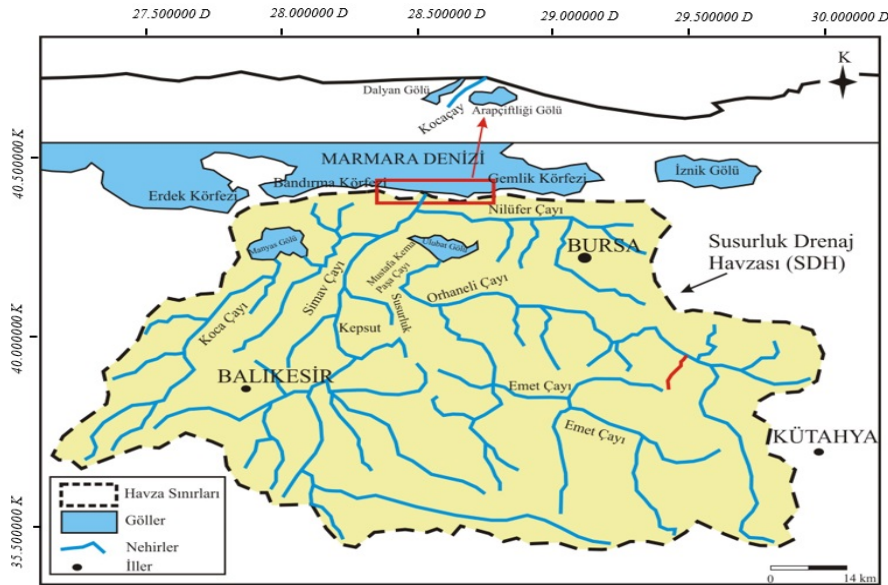 27.500000 D
28.000000 D
28.500000 D
29.000000 D
29.500000 D
30.000000 D
K
Dalyan Gölü
Kocaçay
Arapçiftliği Gölü
40.500000 K
MARMARA DENİZİ
İznik Gölü
Erdek Körfezi
Bandırma Körfezi
Gemlik Körfezi
Nilüfer Çayı
Manyas Gölü
Ulubat Gölü
BURSA
Susurluk Drenaj
Havzası (SDH)
Mustafa Kemal
Paşa Çayı
Simav Çayı
Orhaneli Çayı
Susurluk
Koca Çayı
Kepsut
40.000000 K
BALIKESİR
Emet Çayı
Emet Çayı
KÜTAHYA
35.500000 K
Havza Sınırları
Göller
Nehirler
İller
0
14 km